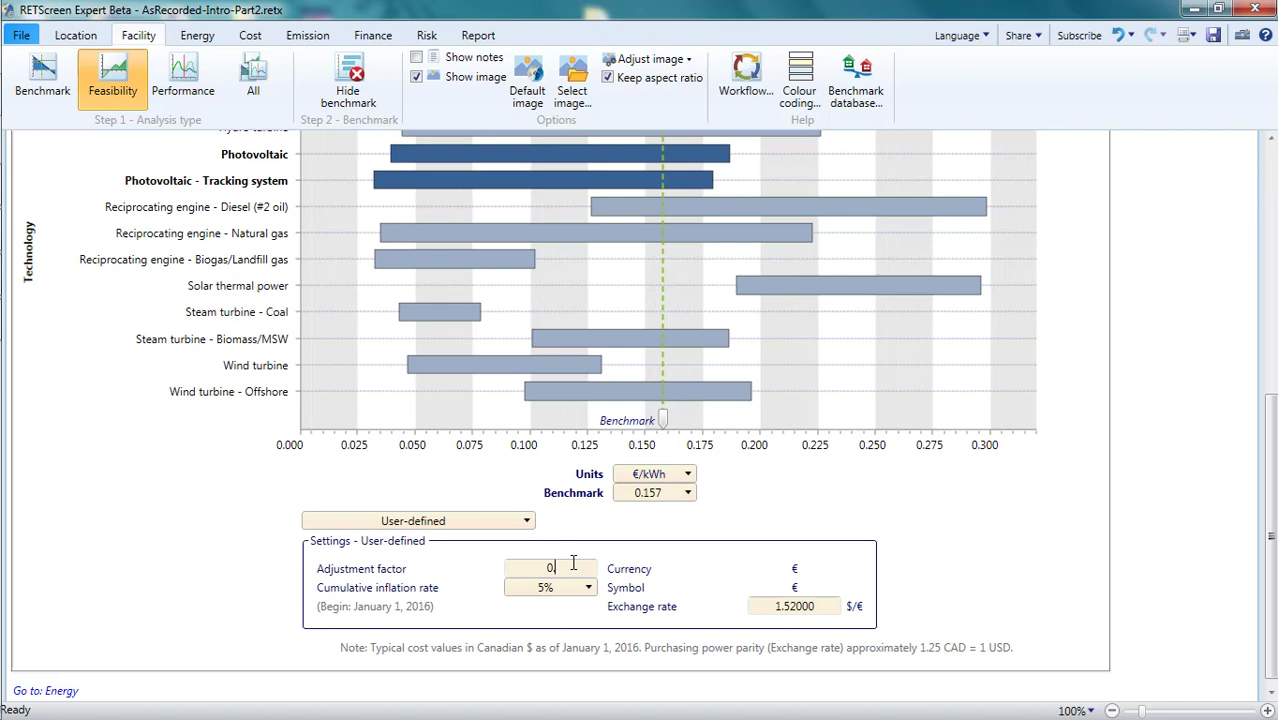 RETScreen Expert Beta - AsRecorded-Intro-Part2.retx
File Location Facility Energy Cost Emission Finance Risk Report Language Share Subscribe
Benchmark Feasibility Performance All
Step 1 - Analysis type
Hide benchmark
Step 2 - Benchmark
Show notes
Show image
Default image
Select image...
Adjust image
Keep aspect ratio
Options
Workflow...
Colour coding...
Benchmark database...
Help
Technology
Hydro turbine
Photovoltaic
Photovoltaic - Tracking system
Reciprocating engine - Diesel (#2 oil)
Reciprocating engine - Natural gas
Reciprocating engine - Biogas/Landfill gas
Solar thermal power
Steam turbine - Coal
Steam turbine - Biomass/MSW
Wind turbine
Wind turbine - Offshore
Benchmark
0.000 0.025 0.050 0.075 0.100 0.125 0.150 0.175 0.200 0.225 0.250 0.275 0.300
Units €/kWh
Benchmark 0.157
User-defined
Settings - User-defined
Adjustment factor 0. Currency €
Cumulative inflation rate 5% Symbol €
(Begin: January 1, 2016) Exchange rate 1.52000 $/€
Note: Typical cost values in Canadian $ as of January 1, 2016. Purchasing power parity (Exchange rate) approximately 1.25 CAD = 1 USD.
Go to: Energy
Ready 100%